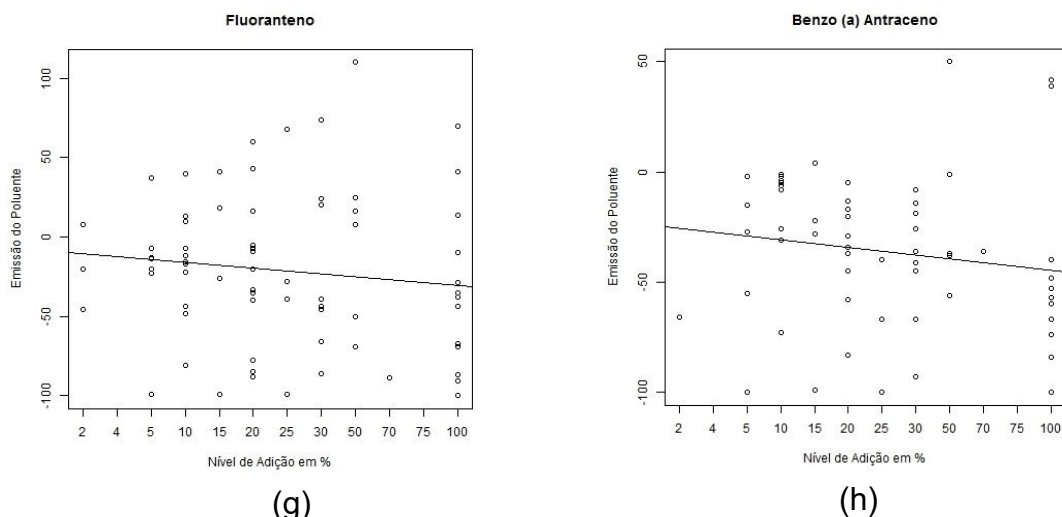 Fluoranteno
Emissão do Poluente
100
50
0
-50
-100
2 4 5 10 15 20 25 30 50 70 75 100
Nível de Adição em %
(g)
Benzo (a) Antraceno
Emissão do Poluente
50
0
-50
-100
2 4 5 10 15 20 25 30 50 70 75 100
Nível de Adição em %
(h)